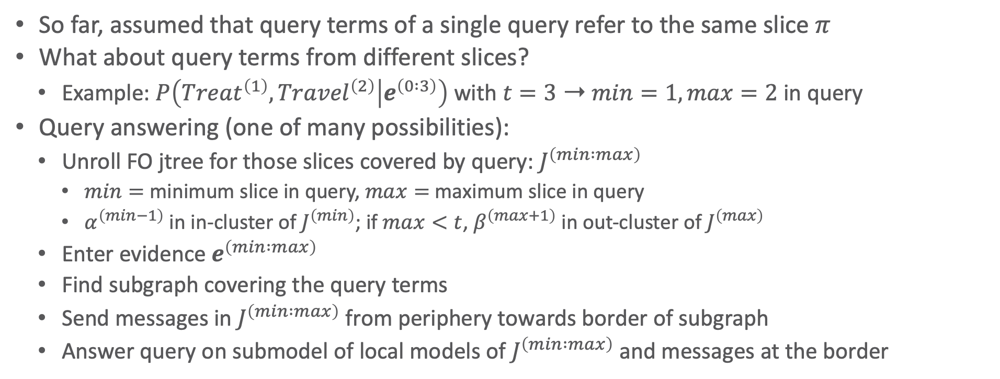 • So far, assumed that query terms of a single query refer to the same slice π
• What about query terms from different slices?
• Example: P(Treat^(1), Travel^(2)|e^(0:3)) with t = 3 → min = 1, max = 2 in query
• Query answering (one of many possibilities):
• Unroll FO jtree for those slices covered by query: J^(min:max)
• min = minimum slice in query, max = maximum slice in query
• α^(min−1) in in-cluster of J^(min); if max < t, β^(max+1) in out-cluster of J^(max)
• Enter evidence e^(min:max)
• Find subgraph covering the query terms
• Send messages in J^(min:max) from periphery towards border of subgraph
• Answer query on submodel of local models of J^(min:max) and messages at the border